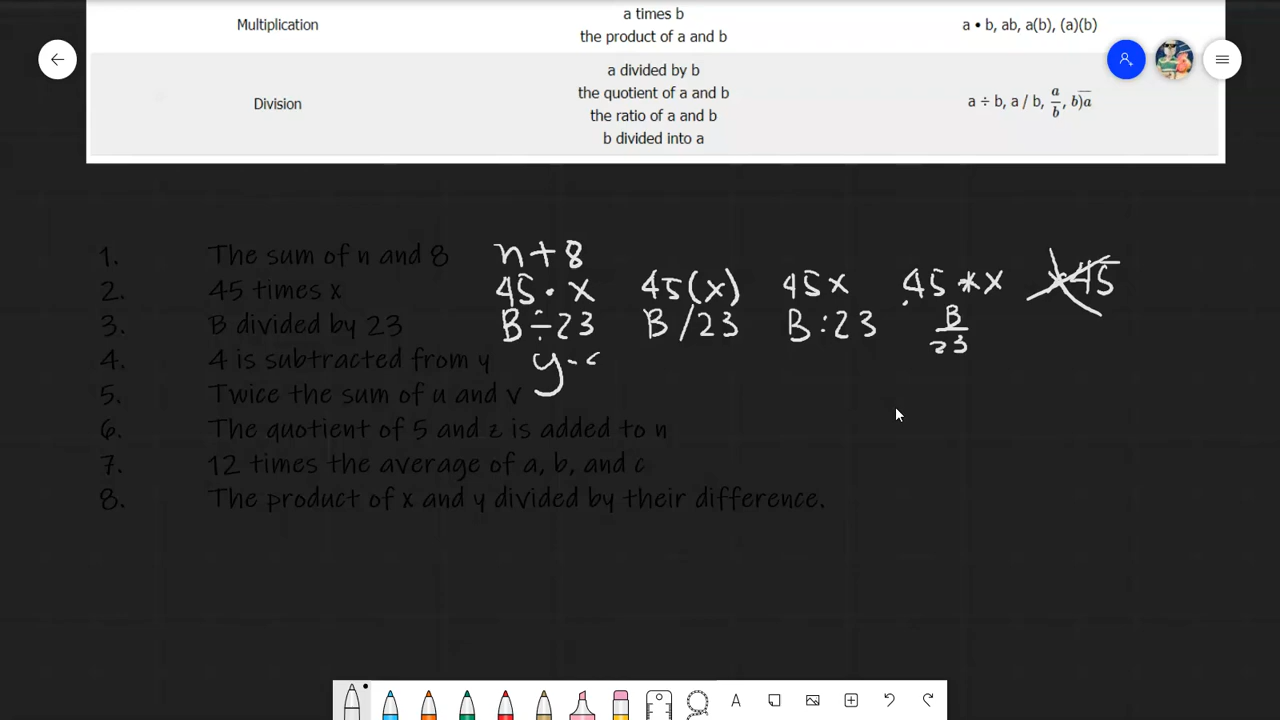 Multiplication a times b a • b, ab, a(b), (a)(b)
the product of a and b
a divided by b
the quotient of a and b
Division a ÷ b, a / b, a/b, b)a
the ratio of a and b
b divided into a
1. The sum of n and 8 n+8
2. 45 times x 45 · x 45(x) 45x 45*x x45
3. B divided by 23 B÷23 B/23 B:23 B/23
4. 4 is subtracted from y y-
5. Twice the sum of u and v
6. The quotient of 5 and z is added to n
7. 12 times the average of a, b, and c
8. The product of x and y divided by their difference.
A